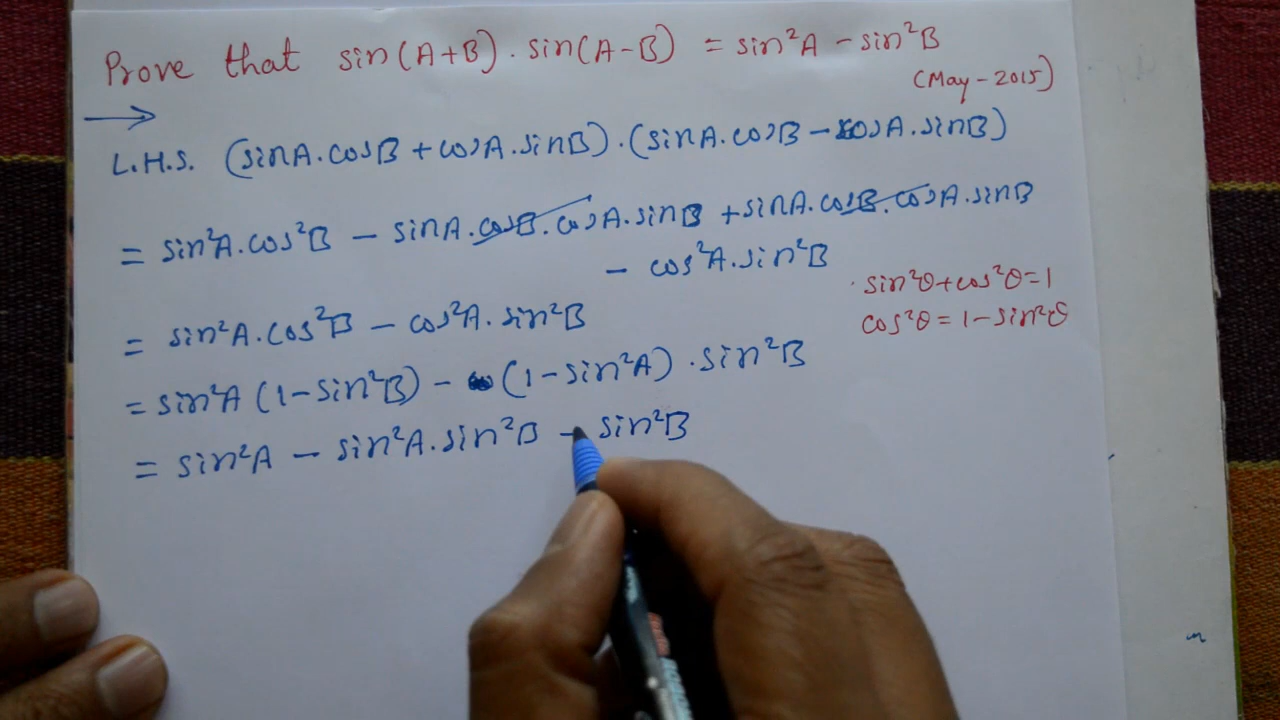 Prove that sin(A+B).sin(A-B) = sin²A - sin²B
(May-2015)
L.H.S. (sinA.cosB + cosA.sinB).(sinA.cosB - cosA.sinB)
= sin²A.cos²B - sinA.cosB.cosA.sinB + sinA.cosB.cosA.sinB
- cos²A.sin²B
sin²θ+cos²θ=1
cos²θ=1-sin²θ
= sin²A.cos²B - cos²A.sin²B
= sin²A (1-sin²B) - (1-sin²A).sin²B
= sin²A - sin²A.sin²B - sin²B